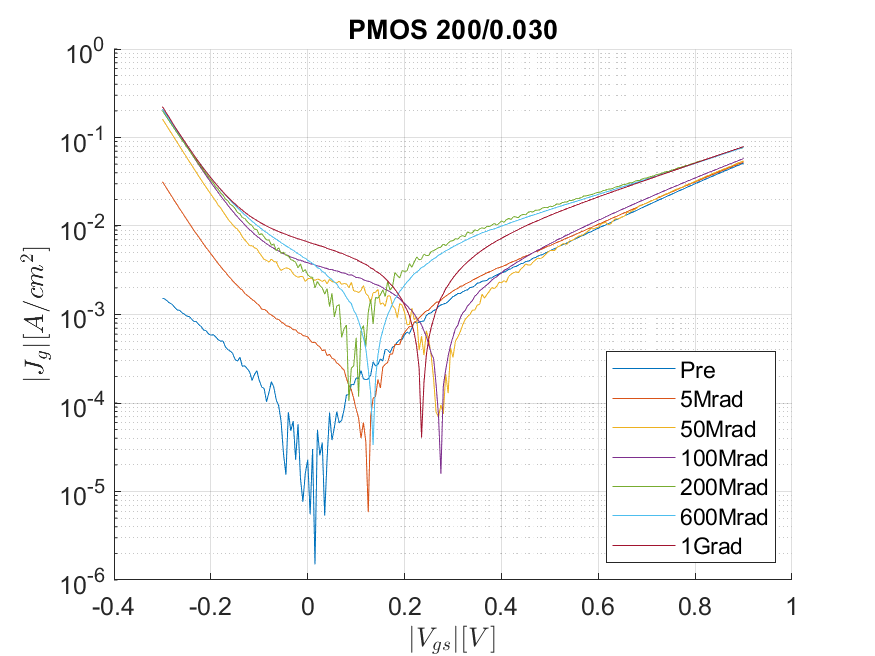 PMOS 200/0.030
10^0
10^-1
10^-2
10^-3
10^-4
10^-5
10^-6
|J_g|[A/cm^2]
Pre
5Mrad
50Mrad
100Mrad
200Mrad
600Mrad
1Grad
-0.4 -0.2 0 0.2 0.4 0.6 0.8 1
|V_gs|[V]